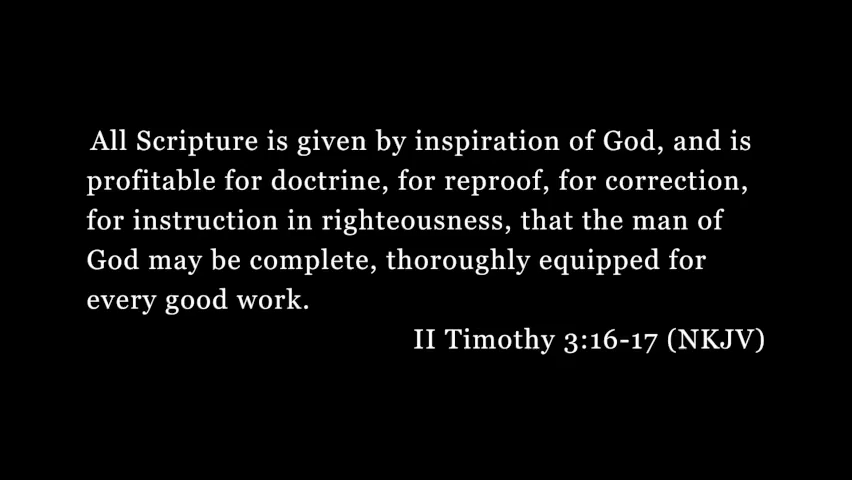 All Scripture is given by inspiration of God, and is
profitable for doctrine, for reproof, for correction,
for instruction in righteousness, that the man of
God may be complete, thoroughly equipped for
every good work.
II Timothy 3:16-17 (NKJV)